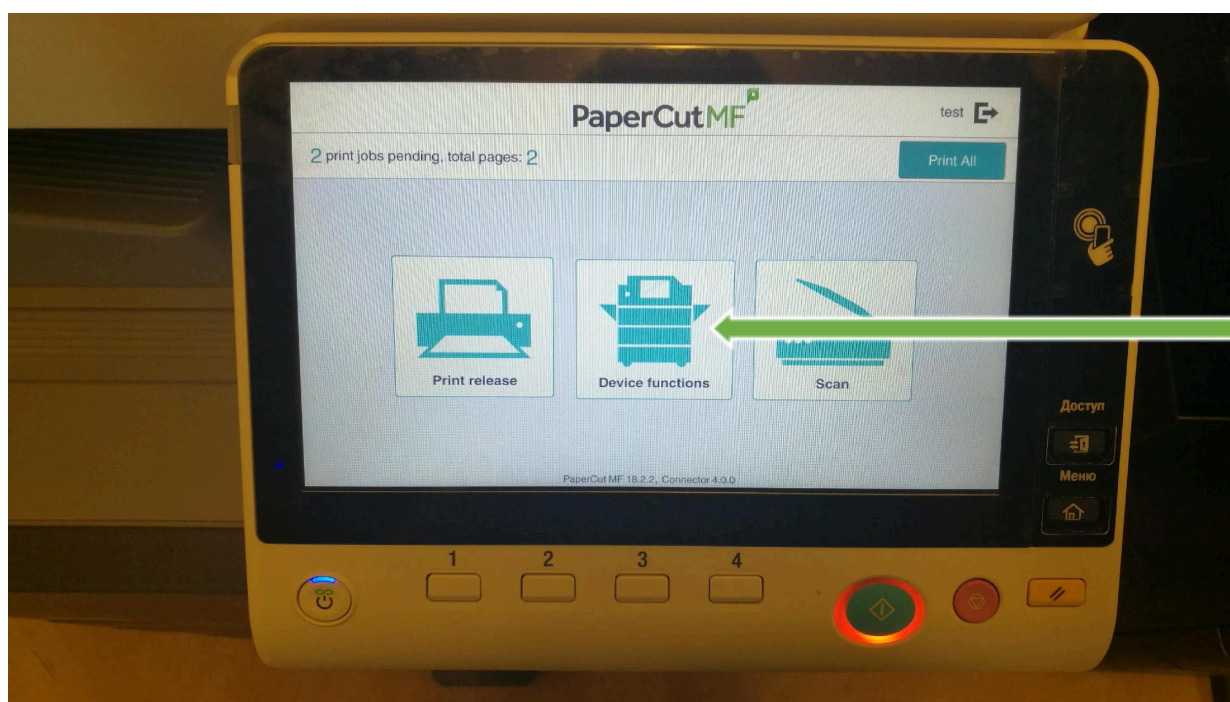 PaperCutMF
test
2 print jobs pending, total pages: 2
Print All
Print release
Device functions
Scan
PaperCut MF 18.2.2, Connector 4.0.0
Доступ
Меню
1 2 3 4